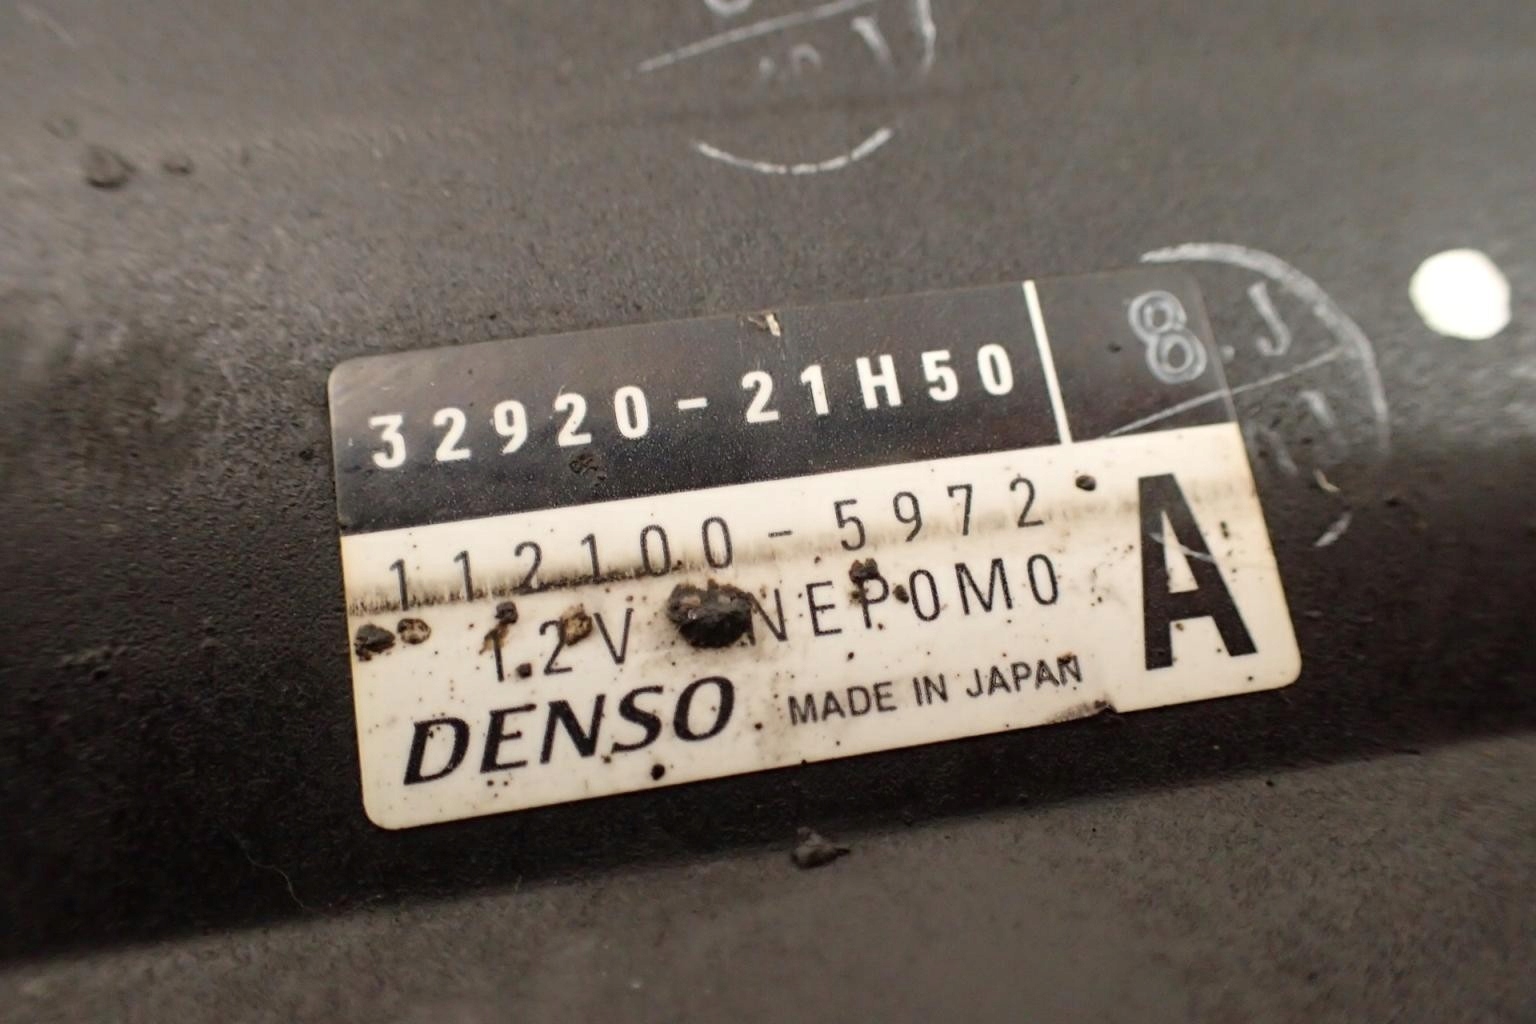 32920-21H50
8.J
112100-5972
A
12V NEP0M0
DENSO MADE IN JAPAN